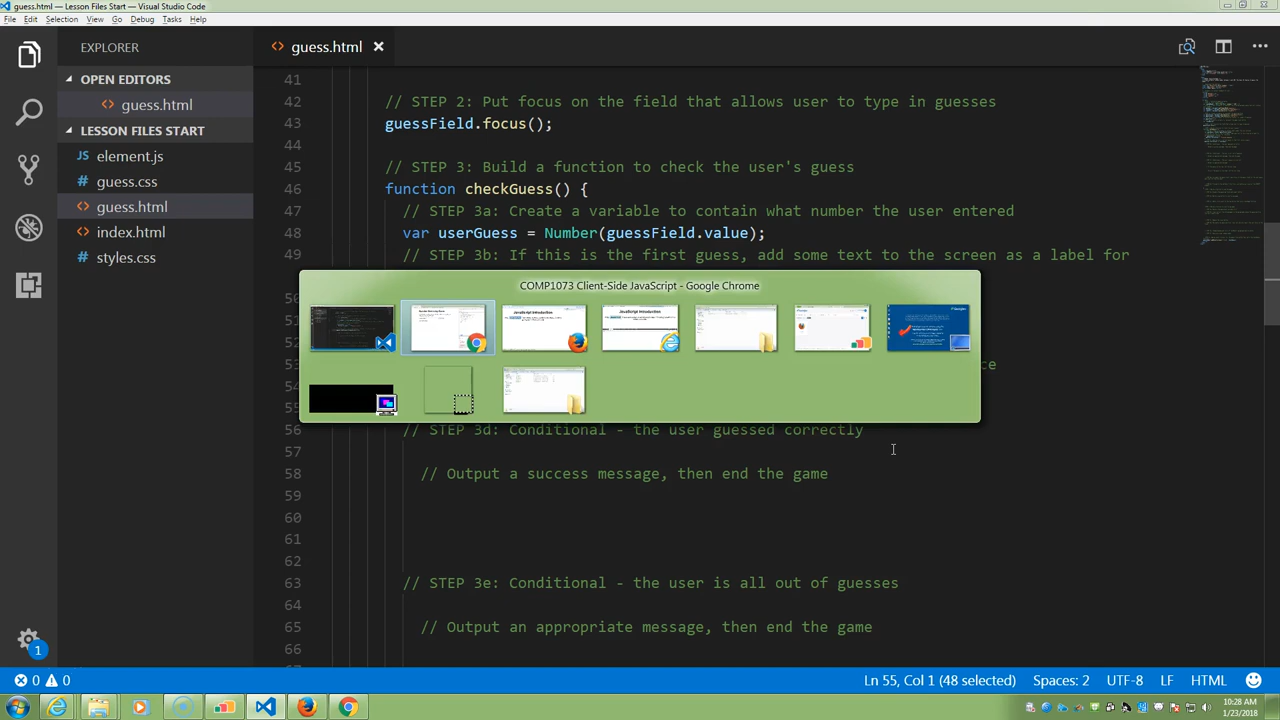 guess.html — Lesson Files Start — Visual Studio Code
File Edit Selection View Go Debug Tasks Help
EXPLORER
OPEN EDITORS
guess.html
LESSON FILES START
element.js
guess.css
guess.html
index.html
styles.css
1
guess.html
41
42 // STEP 2: Put focus on the field that allows user to type in guesses
43 guessField.focus();
44
45 // STEP 3: Build a function to check the user's guess
46 function checkGuess() {
47 // STEP 3a: Create a variable to contain what number the user entered
48 var userGuess = Number(guessField.value);
49 // STEP 3b: if this is the first guess, add some text to the screen as a label for
COMP1073 Client-Side JavaScript - Google Chrome
JavaScript Introduction
JavaScript Introduction
56 // STEP 3d: Conditional - the user guessed correctly
57
58 // Output a success message, then end the game
59
60
61
62
63 // STEP 3e: Conditional - the user is all out of guesses
64
65 // Output an appropriate message, then end the game
66
0 0
Ln 55, Col 1 (48 selected) Spaces: 2 UTF-8 LF HTML
10:28 AM
1/23/2018